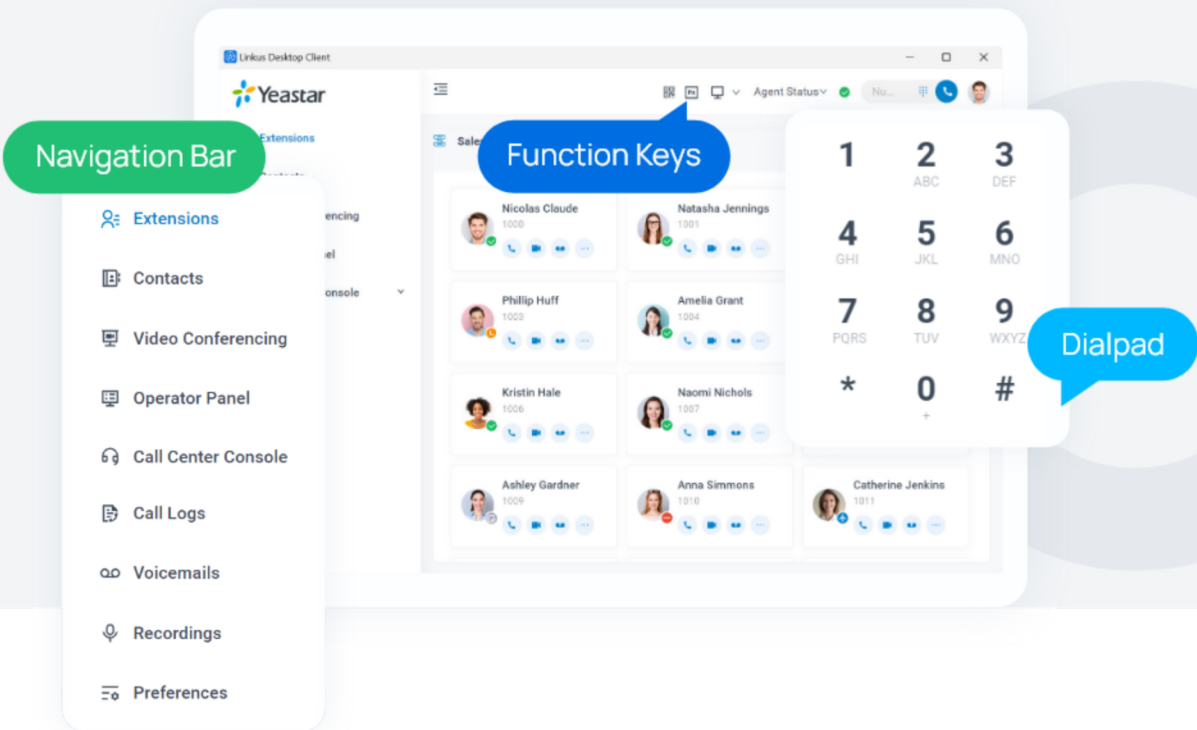 Linkus Desktop Client
Yeastar
Agent Status
Nu...
Extensions
Navigation Bar
Function Keys
encing
onsole
Extensions
Contacts
Video Conferencing
Operator Panel
Call Center Console
Call Logs
Voicemails
Recordings
Preferences
Sale
Nicolas Claude
1000
Natasha Jennings
1001
Phillip Huff
1003
Amelia Grant
1004
Kristin Hale
1006
Naomi Nichols
1007
Ashley Gardner
1009
Anna Simmons
1010
Catherine Jenkins
1011
1 2 3
ABC DEF
4 5 6
GHI JKL MNO
7 8 9
PQRS TUV WXYZ
* 0 #
+
Dialpad